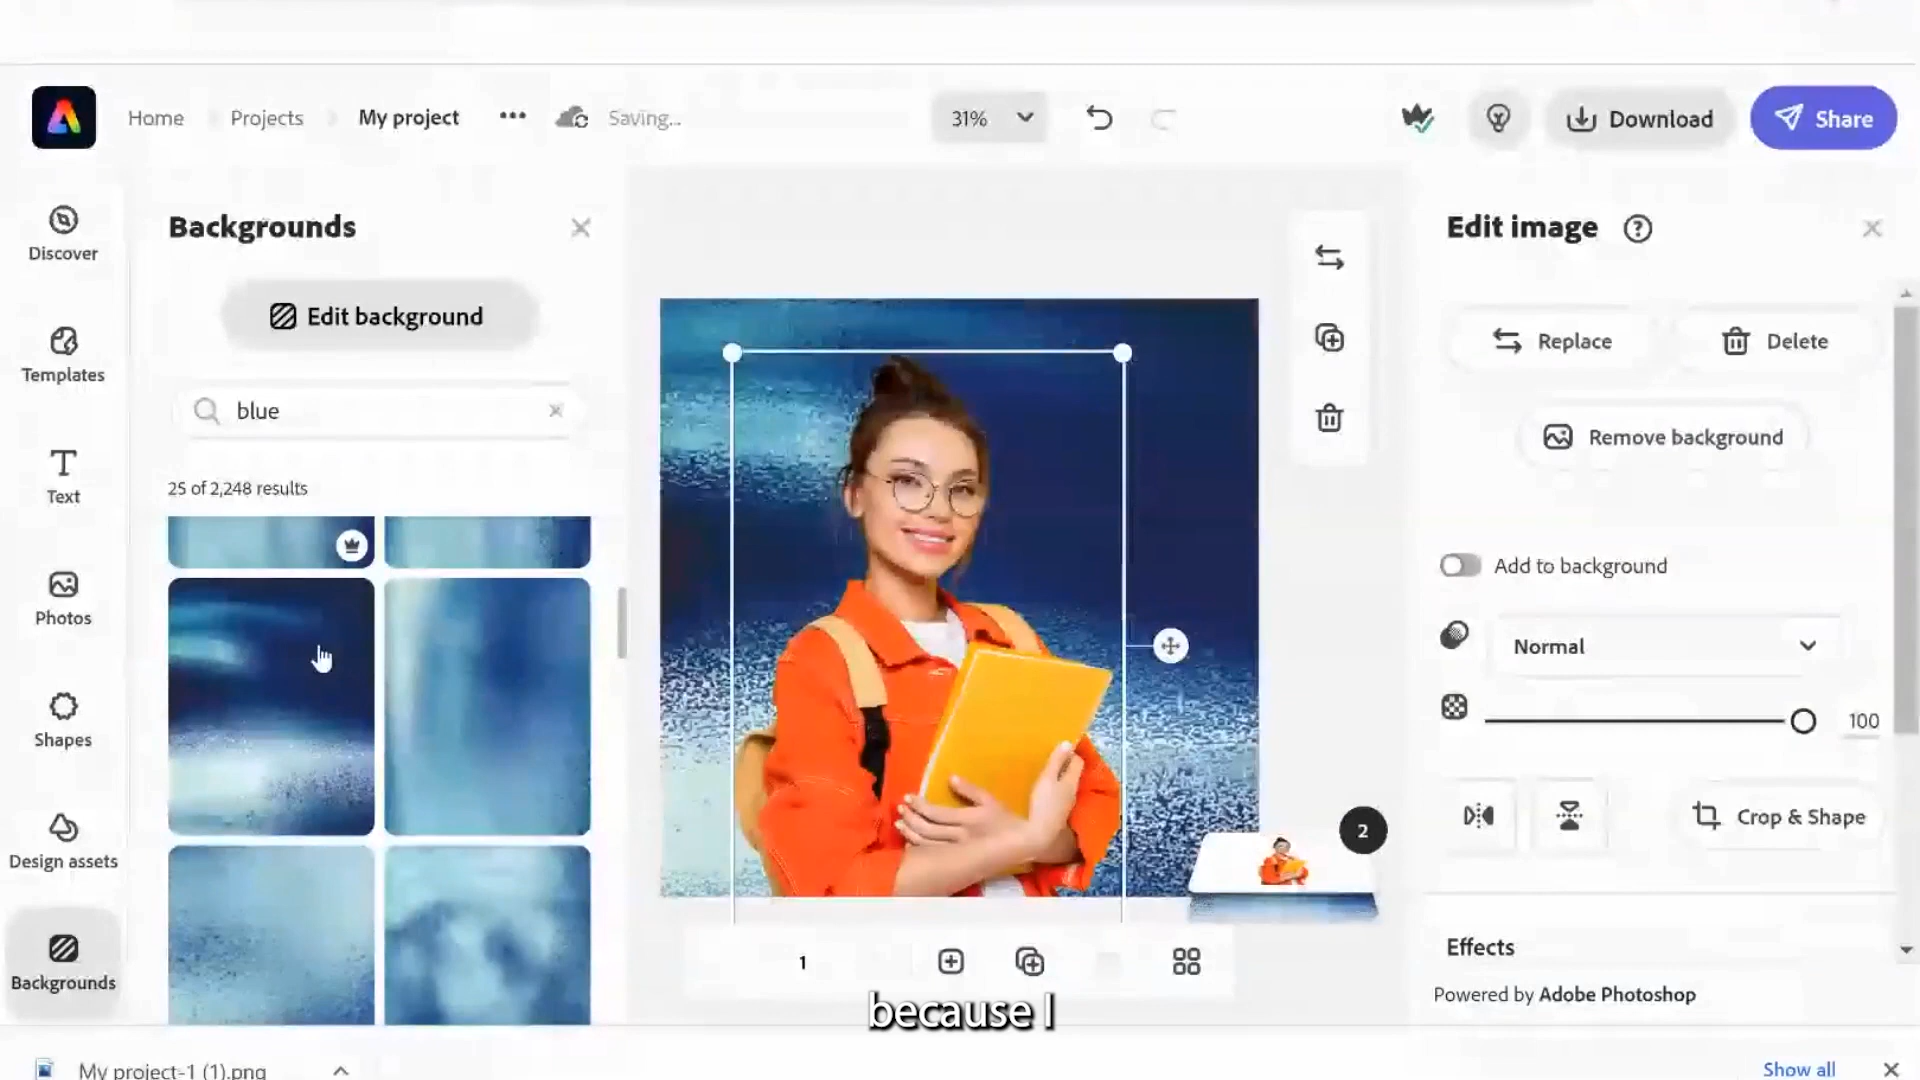 Home
Projects
My project
•••
Saving...
31%
Download
Share
Discover
Templates
Text
Photos
Shapes
Design assets
Backgrounds
Backgrounds
Edit background
blue
25 of 2,248 results
Edit image
Replace
Delete
Remove background
Add to background
Normal
100
Crop & Shape
Effects
Powered by Adobe Photoshop
2
1
because I
My project-1 (1).png
Show all